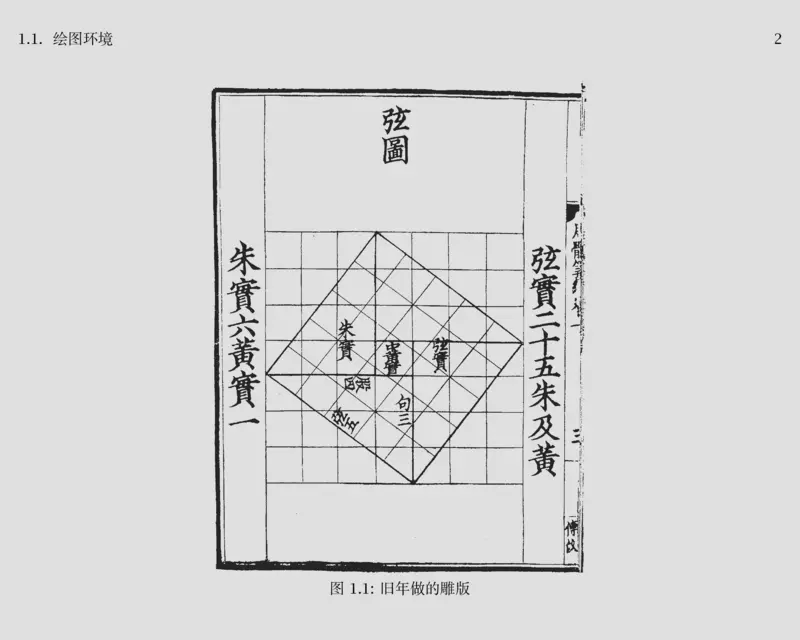 1.1. 绘图环境
2
弦圖
弦實二十五朱及黃
朱實六黃實一
朱實
中黃實
弦實
股四
句三
弦五
三
图 1.1: 旧年做的雕版